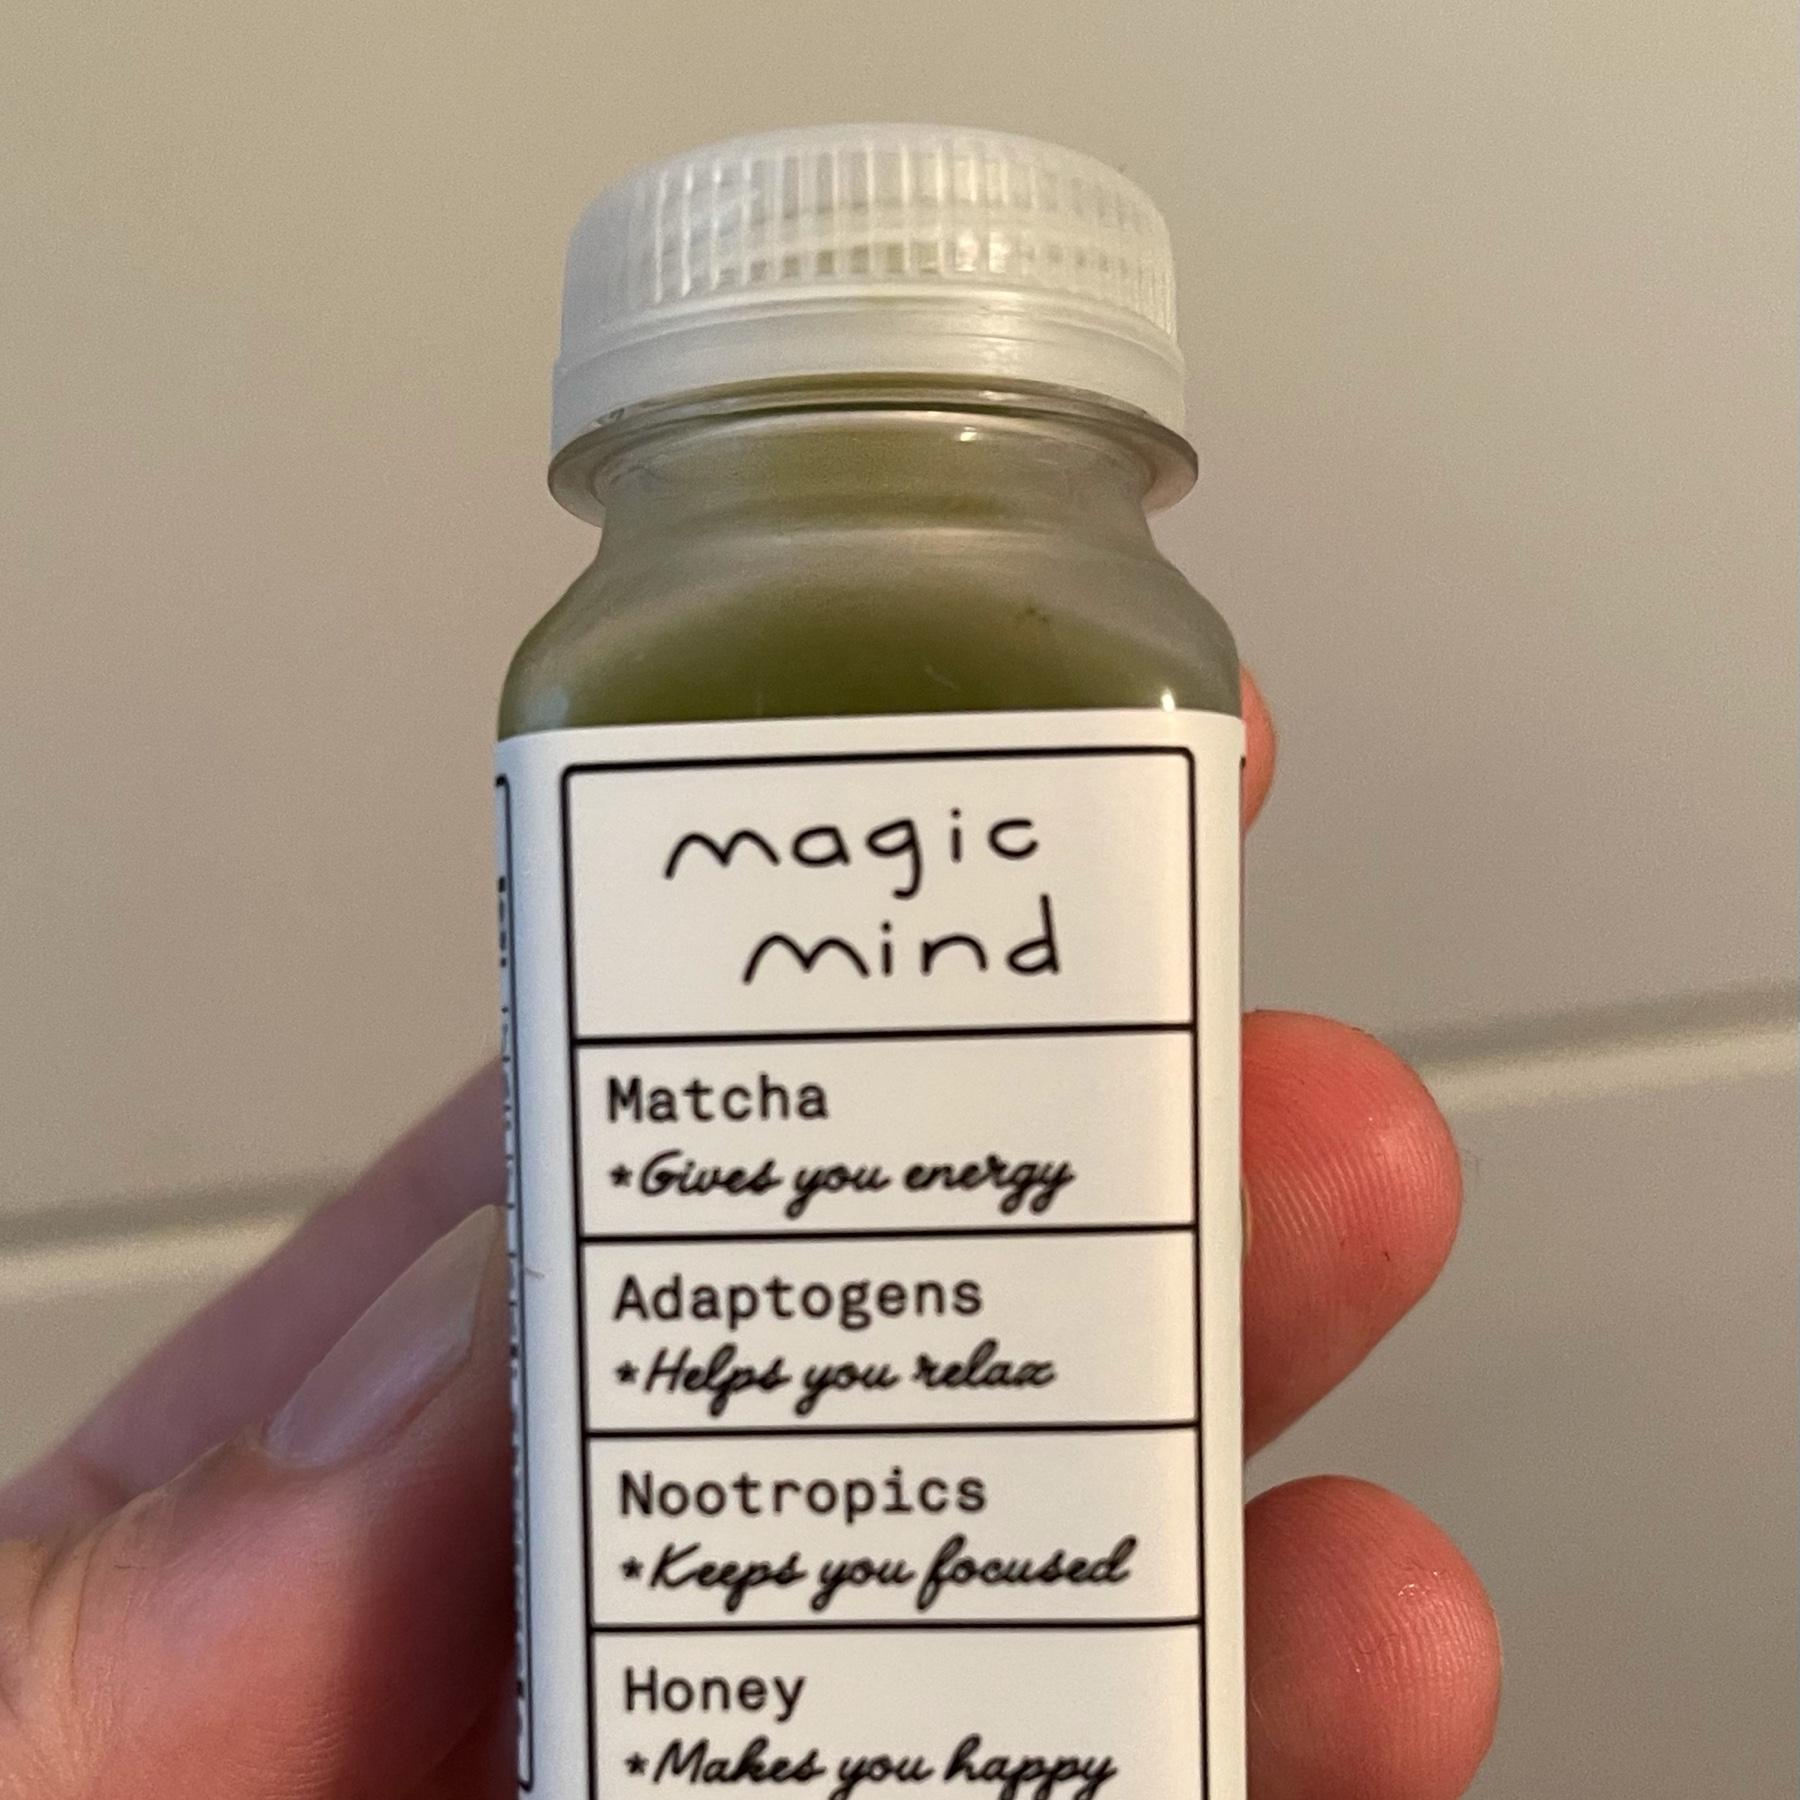 magic
mind
Matcha
*Gives you energy
Adaptogens
*Helps you relax
Nootropics
*Keeps you focused
Honey
*Makes you happy